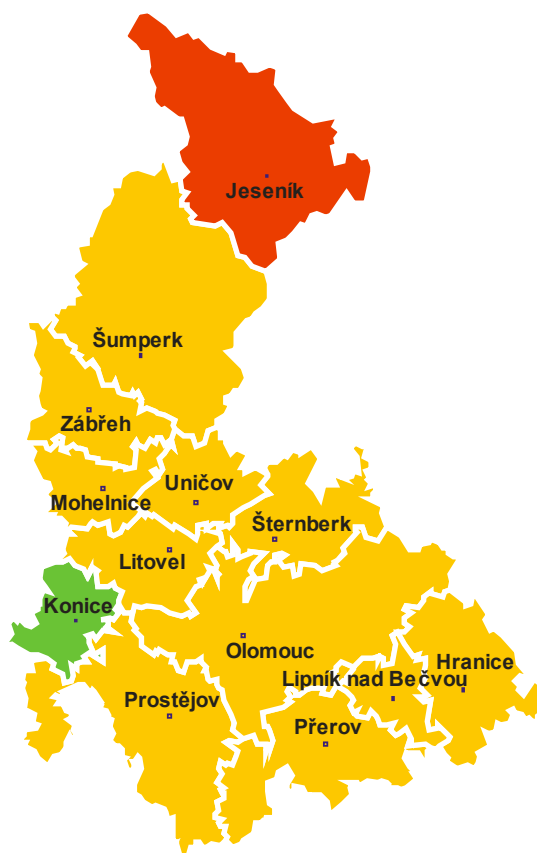 Jeseník
Šumperk
Zábřeh
Uničov
Mohelnice
Šternberk
Litovel
Konice
Olomouc
Hranice
Lipník nad Bečvou
Prostějov
Přerov